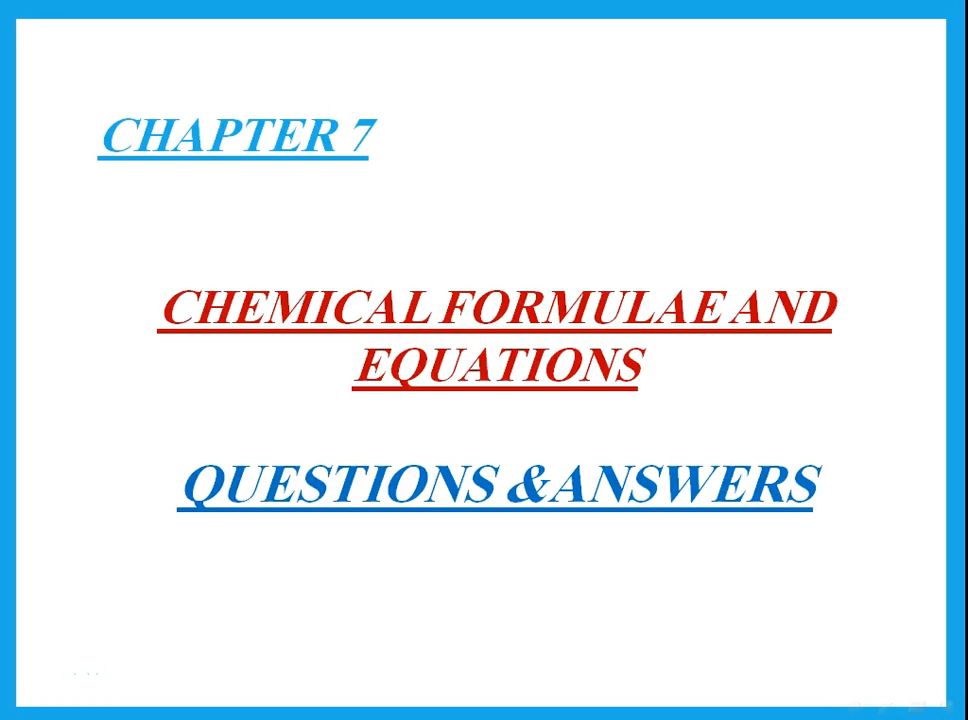 CHAPTER 7
CHEMICAL FORMULAE AND
EQUATIONS
QUESTIONS &ANSWERS